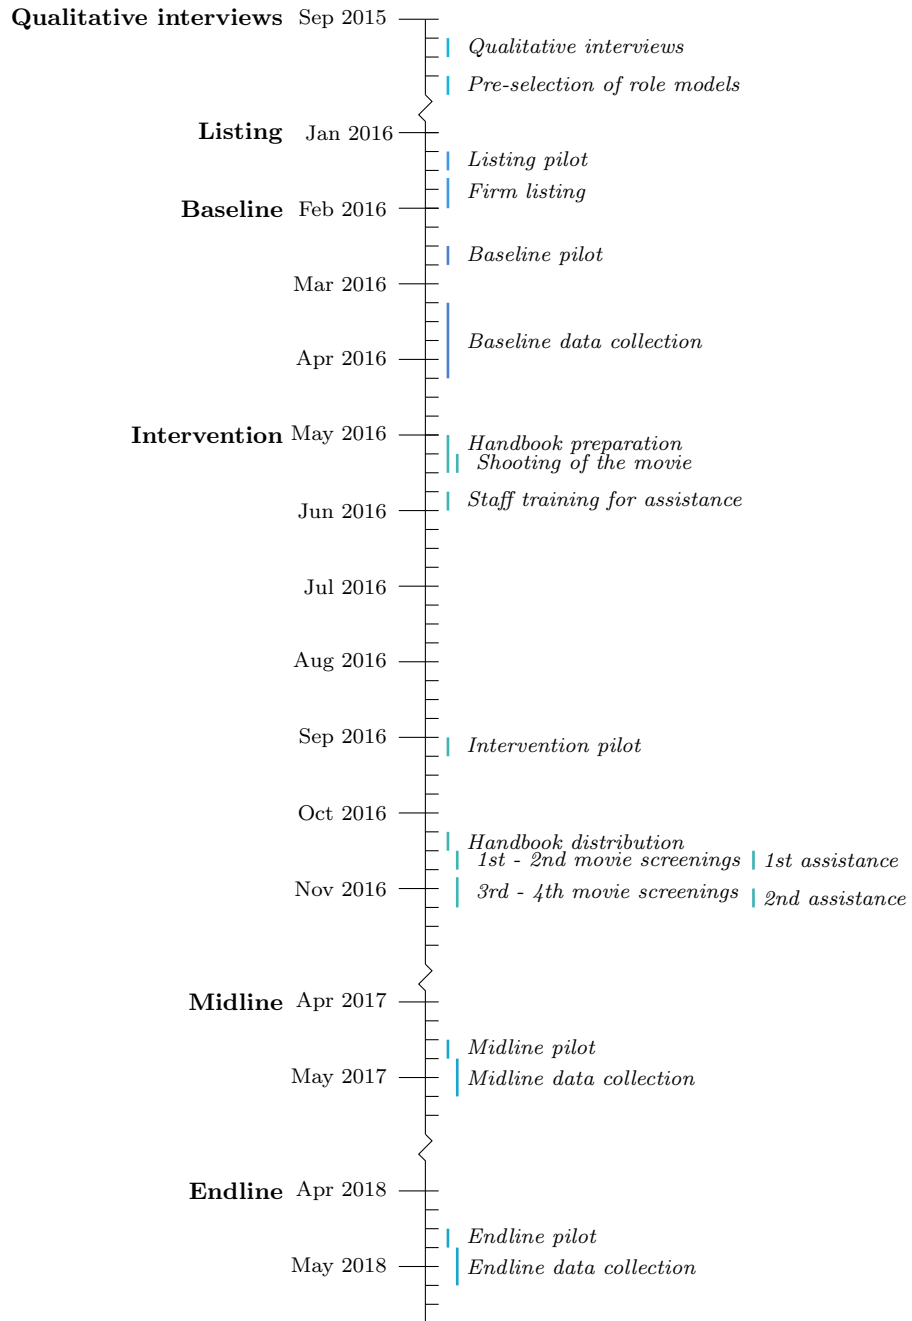 Qualitative interviews Sep 2015
Qualitative interviews
Pre-selection of role models
Listing Jan 2016
Listing pilot
Firm listing
Baseline Feb 2016
Baseline pilot
Mar 2016
Baseline data collection
Apr 2016
Intervention May 2016
Handbook preparation
Shooting of the movie
Staff training for assistance
Jun 2016
Jul 2016
Aug 2016
Sep 2016
Intervention pilot
Oct 2016
Handbook distribution
1st - 2nd movie screenings 1st assistance
Nov 2016
3rd - 4th movie screenings 2nd assistance
Midline Apr 2017
Midline pilot
May 2017 Midline data collection
Endline Apr 2018
Endline pilot
May 2018 Endline data collection